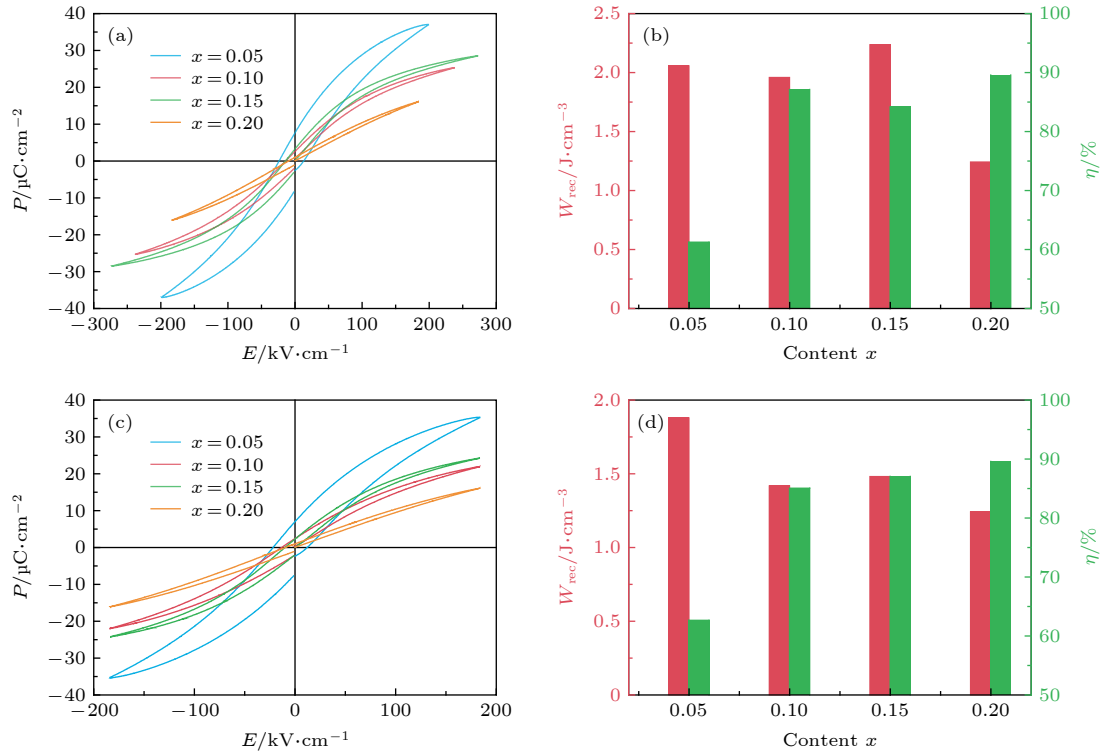 (a)
x = 0.05
x = 0.10
x = 0.15
x = 0.20
40
30
20
10
0
−10
−20
−30
−40
P/μC·cm⁻²
−300 −200 −100 0 100 200 300
E/kV·cm⁻¹
(b)
2.5
2.0
1.5
1.0
0.5
0
W_rec/J·cm⁻³
100
90
80
70
60
50
η/%
0.05 0.10 0.15 0.20
Content x
(c)
x = 0.05
x = 0.10
x = 0.15
x = 0.20
40
30
20
10
0
−10
−20
−30
−40
P/μC·cm⁻²
−200 −100 0 100 200
E/kV·cm⁻¹
(d)
2.0
1.5
1.0
0.5
0
W_rec/J·cm⁻³
100
90
80
70
60
50
η/%
0.05 0.10 0.15 0.20
Content x